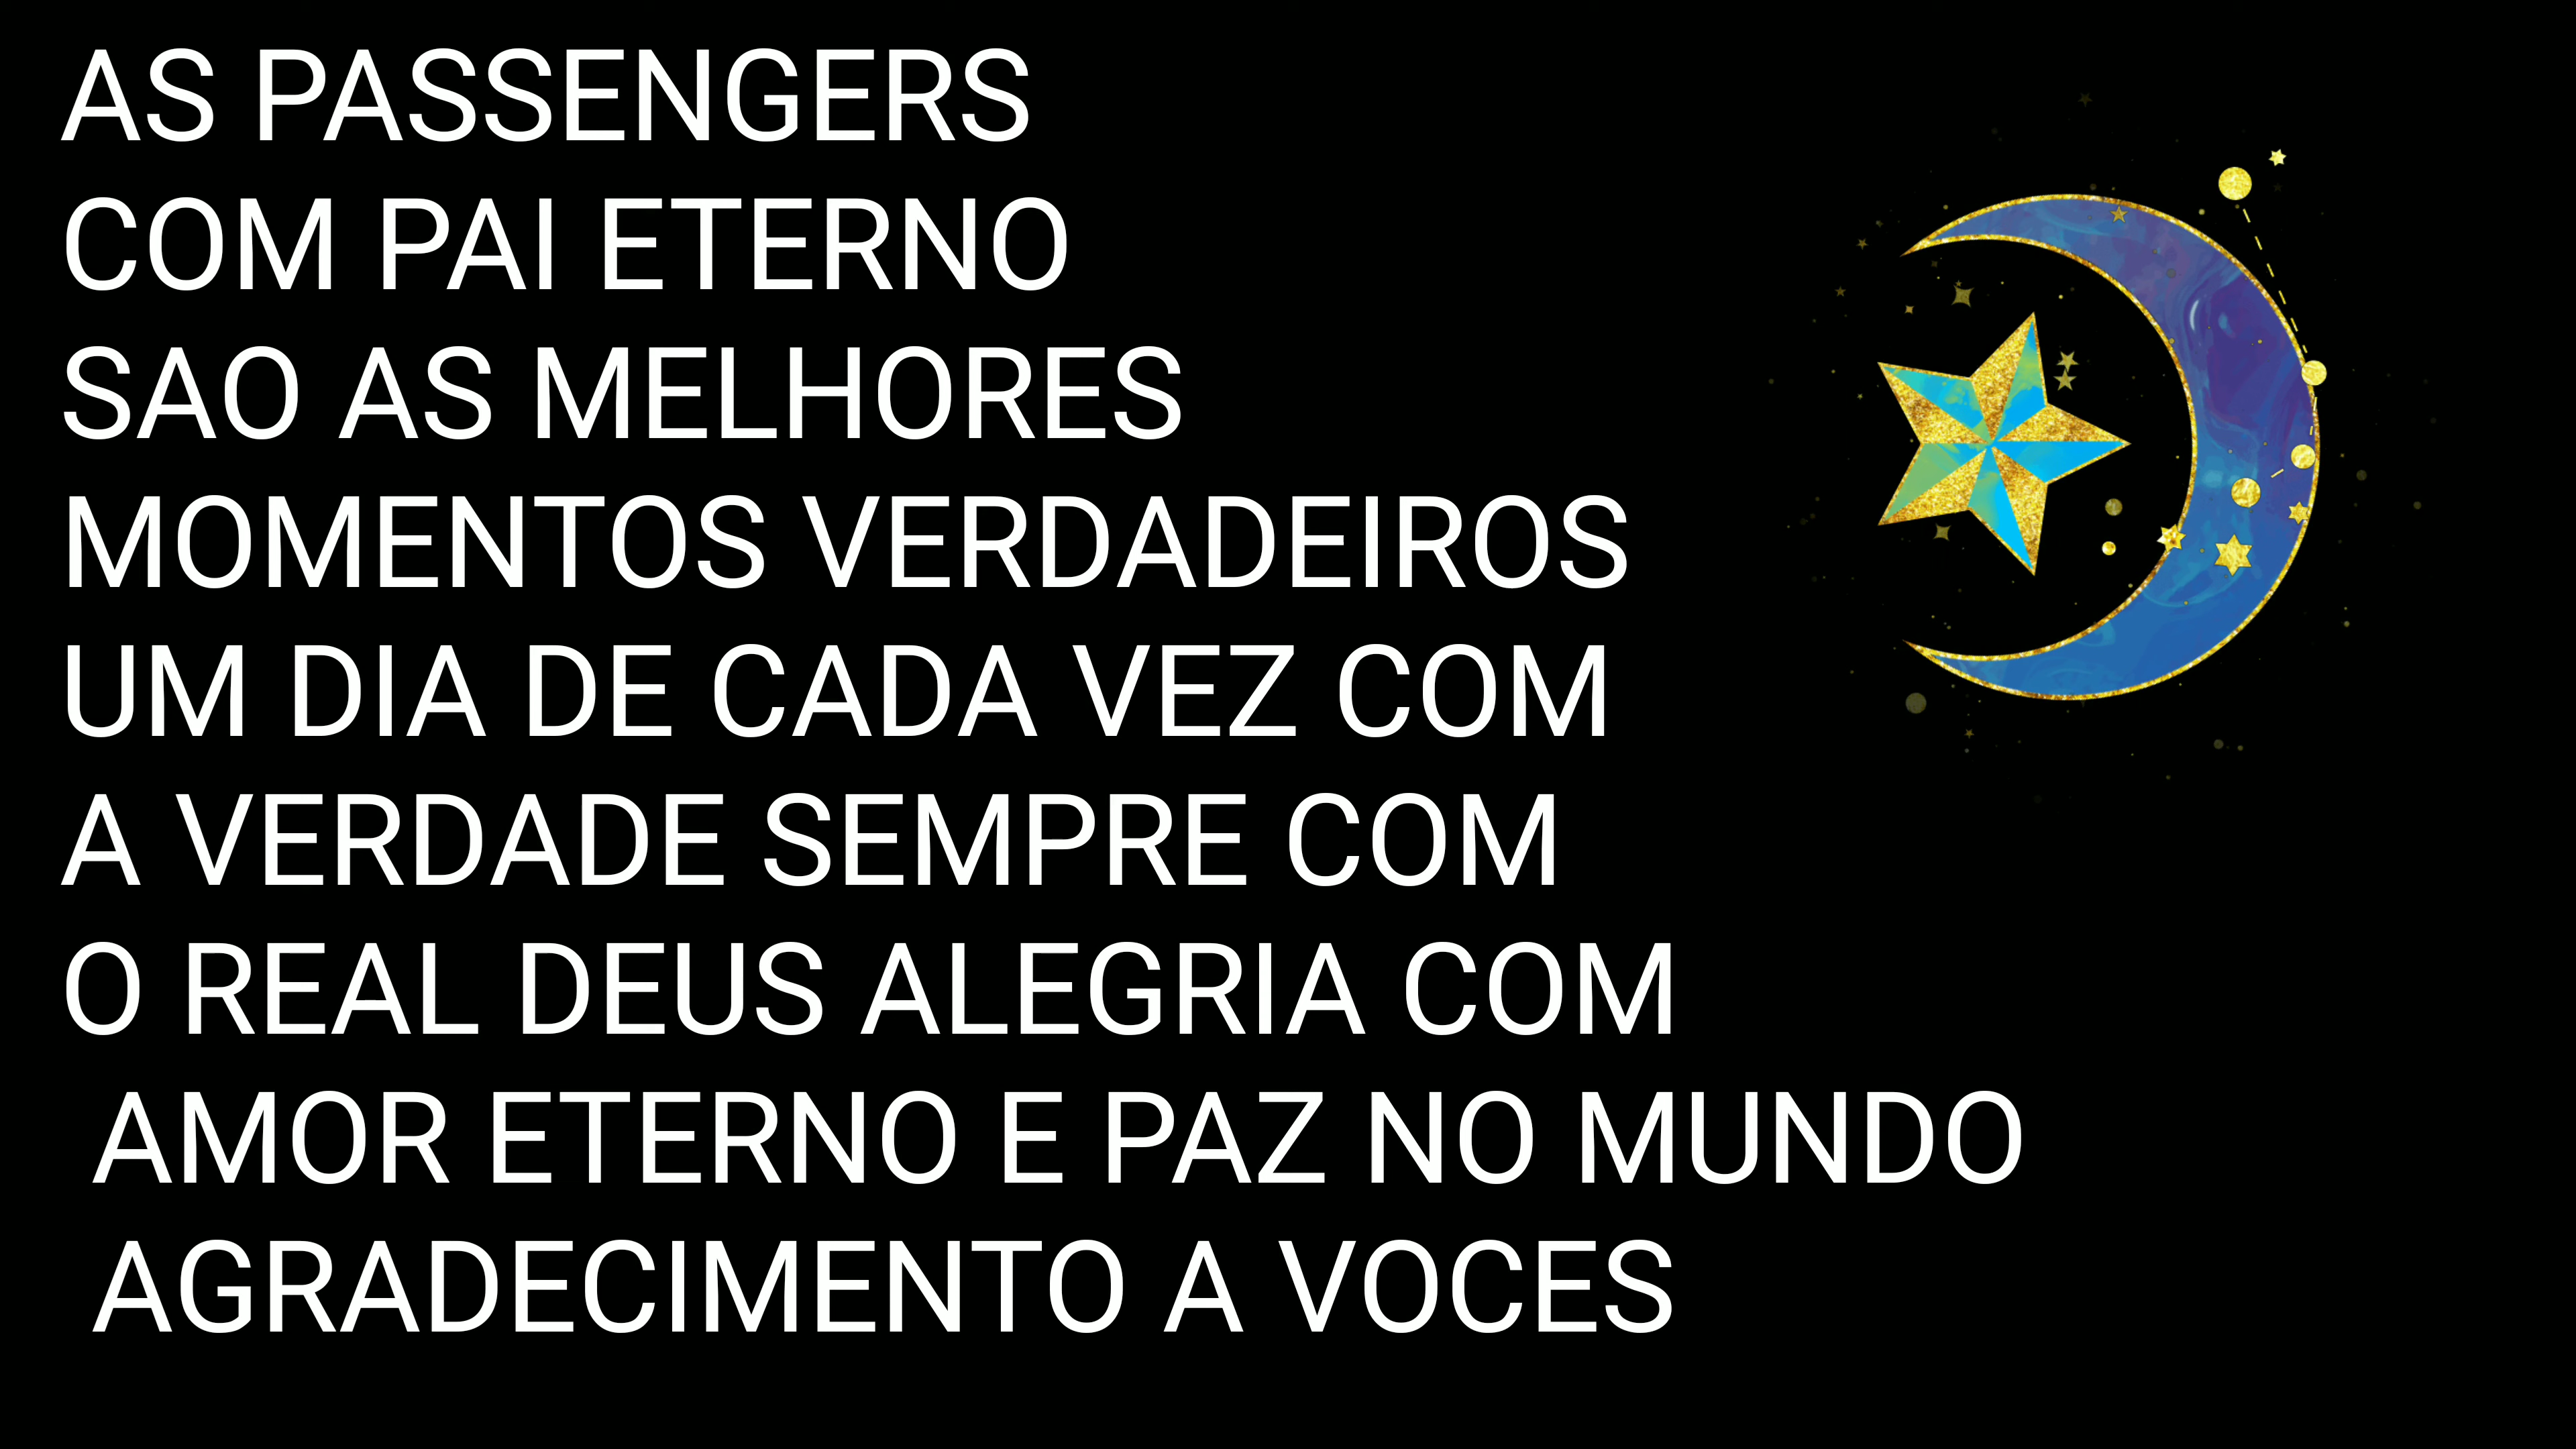 AS PASSENGERS
COM PAI ETERNO
SAO AS MELHORES
MOMENTOS VERDADEIROS
UM DIA DE CADA VEZ COM
A VERDADE SEMPRE COM
O REAL DEUS ALEGRIA COM
AMOR ETERNO E PAZ NO MUNDO
AGRADECIMENTO A VOCES